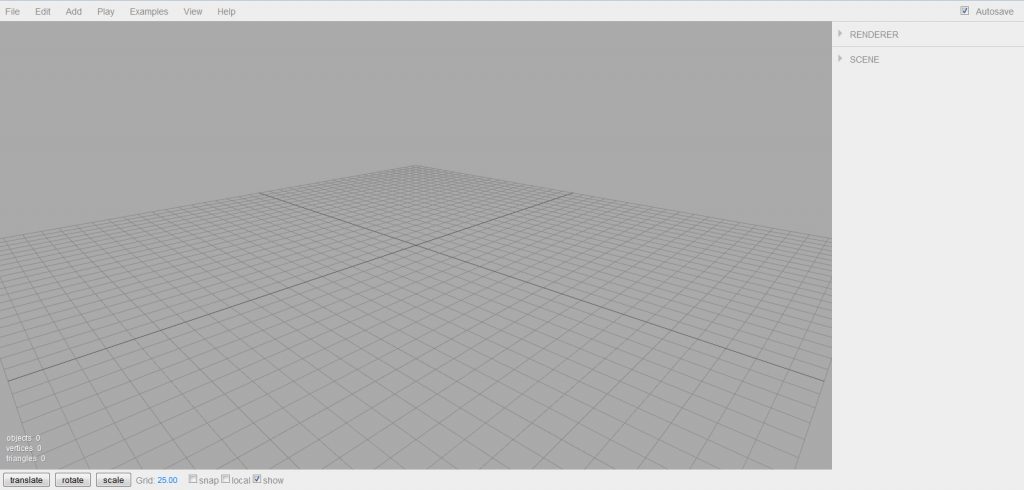 File Edit Add Play Examples View Help Autosave
RENDERER
SCENE
objects 0
vertices 0
triangles 0
translate rotate scale Grid: 25.00 snap local show